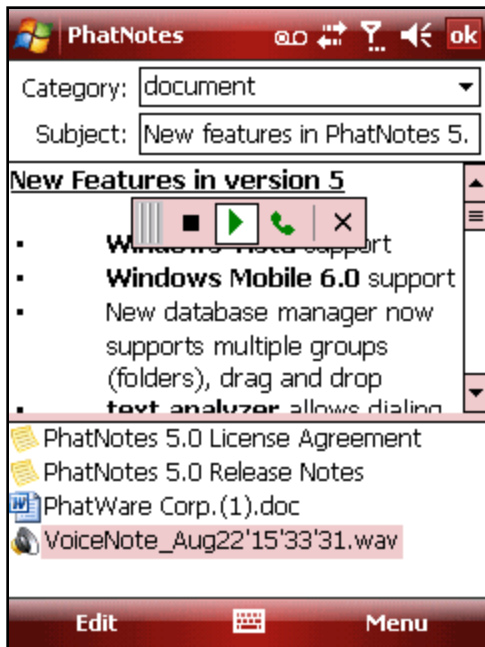 PhatNotes
ok
Category: document
Subject: New features in PhatNotes 5.
New Features in version 5
support
Windows Mobile 6.0 support
New database manager now
supports multiple groups
(folders), drag and drop
text analyzer allows dialing
PhatNotes 5.0 License Agreement
PhatNotes 5.0 Release Notes
PhatWare Corp.(1).doc
VoiceNote_Aug22'15'33'31.wav
Edit
Menu